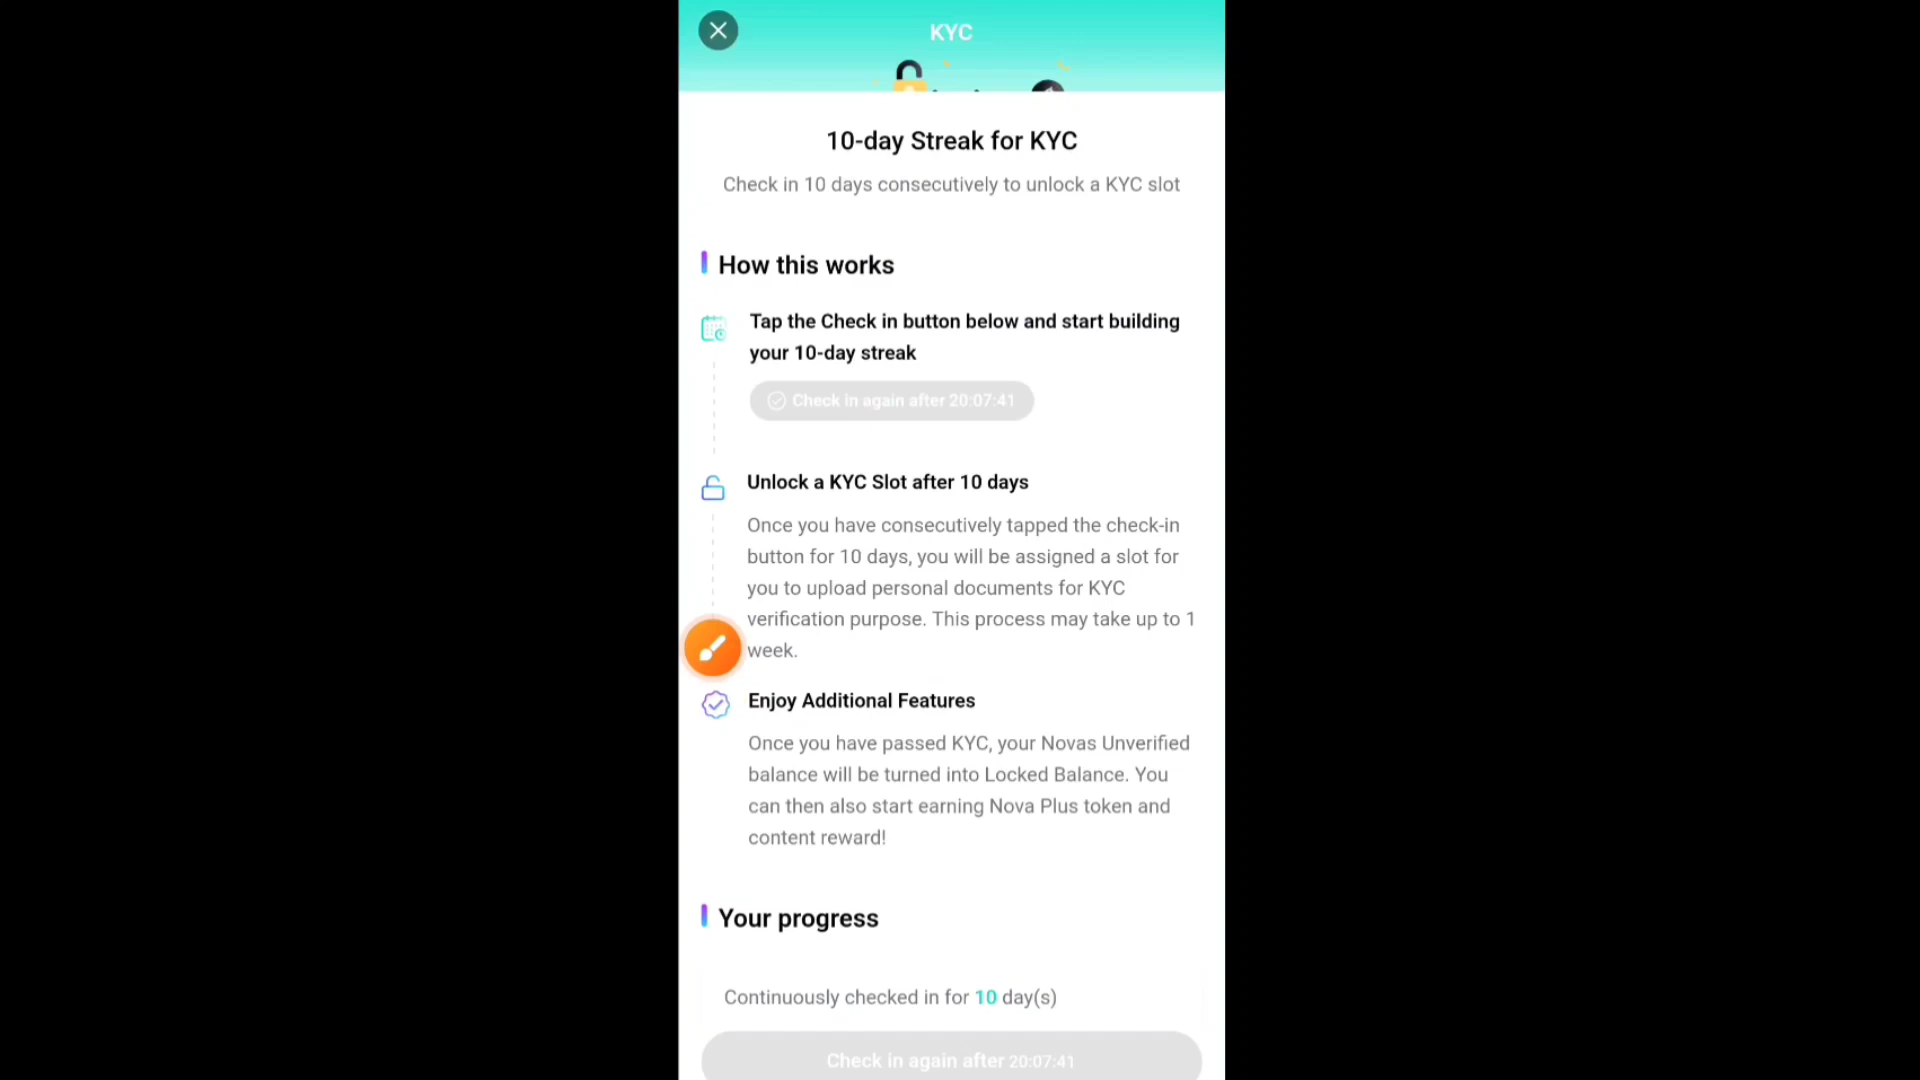 KYC
10-day Streak for KYC
Check in 10 days consecutively to unlock a KYC slot
How this works
Tap the Check in button below and start building
your 10-day streak
Check in again after 20:07:41
Unlock a KYC Slot after 10 days
Once you have consecutively tapped the check-in
button for 10 days, you will be assigned a slot for
you to upload personal documents for KYC
verification purpose. This process may take up to 1
week.
Enjoy Additional Features
Once you have passed KYC, your Novas Unverified
balance will be turned into Locked Balance. You
can then also start earning Nova Plus token and
content reward!
Your progress
Continuously checked in for 10 day(s)
Check in again after 20:07:41